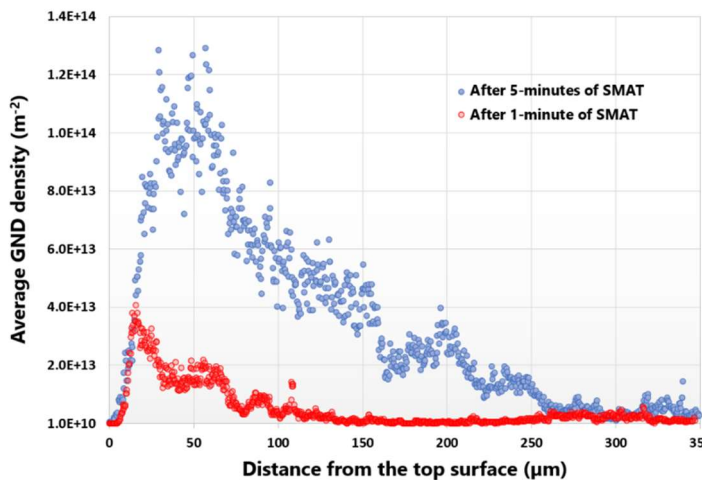 1.4E+14
1.2E+14
1.0E+14
8.0E+13
6.0E+13
4.0E+13
2.0E+13
1.0E+10
Average GND density (m⁻²)
After 5-minutes of SMAT
After 1-minute of SMAT
0 50 100 150 200 250 300 35
Distance from the top surface (μm)